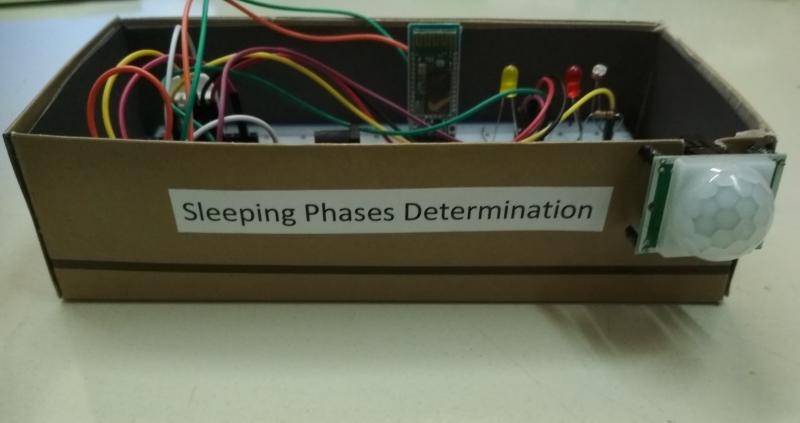 Sleeping Phases Determination